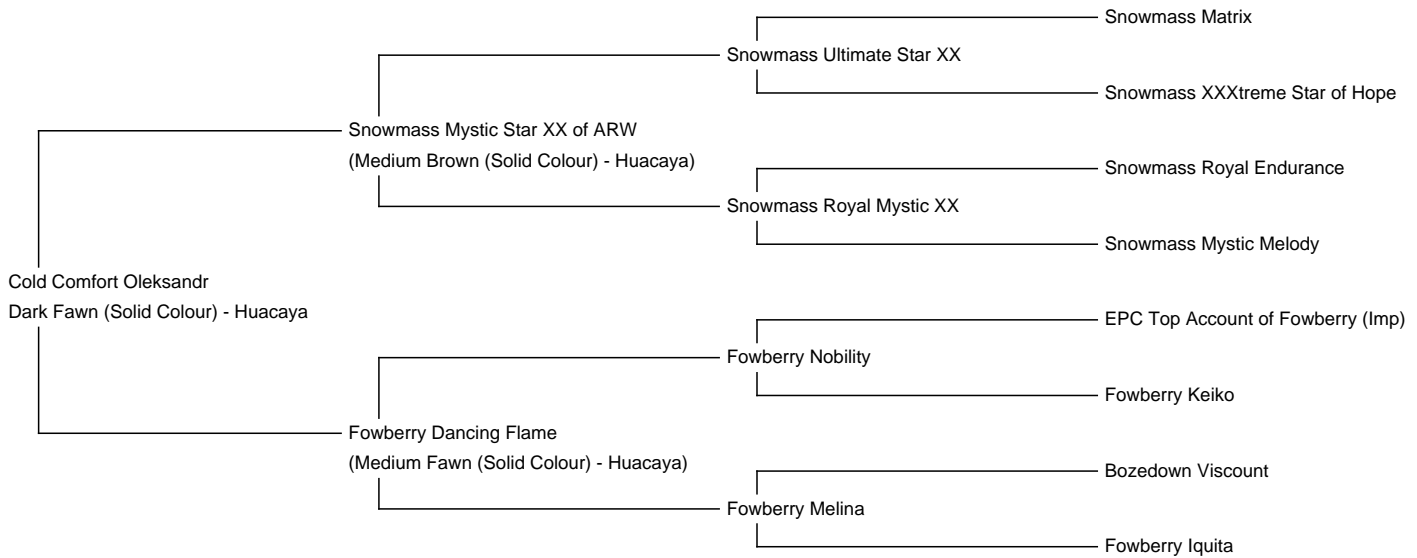 Snowmass Matrix
Snowmass Ultimate Star XX
Snowmass XXXtreme Star of Hope
Snowmass Mystic Star XX of ARW
(Medium Brown (Solid Colour) - Huacaya)
Snowmass Royal Endurance
Snowmass Royal Mystic XX
Snowmass Mystic Melody
Cold Comfort Oleksandr
Dark Fawn (Solid Colour) - Huacaya
EPC Top Account of Fowberry (Imp)
Fowberry Nobility
Fowberry Keiko
Fowberry Dancing Flame
(Medium Fawn (Solid Colour) - Huacaya)
Bozedown Viscount
Fowberry Melina
Fowberry Iquita